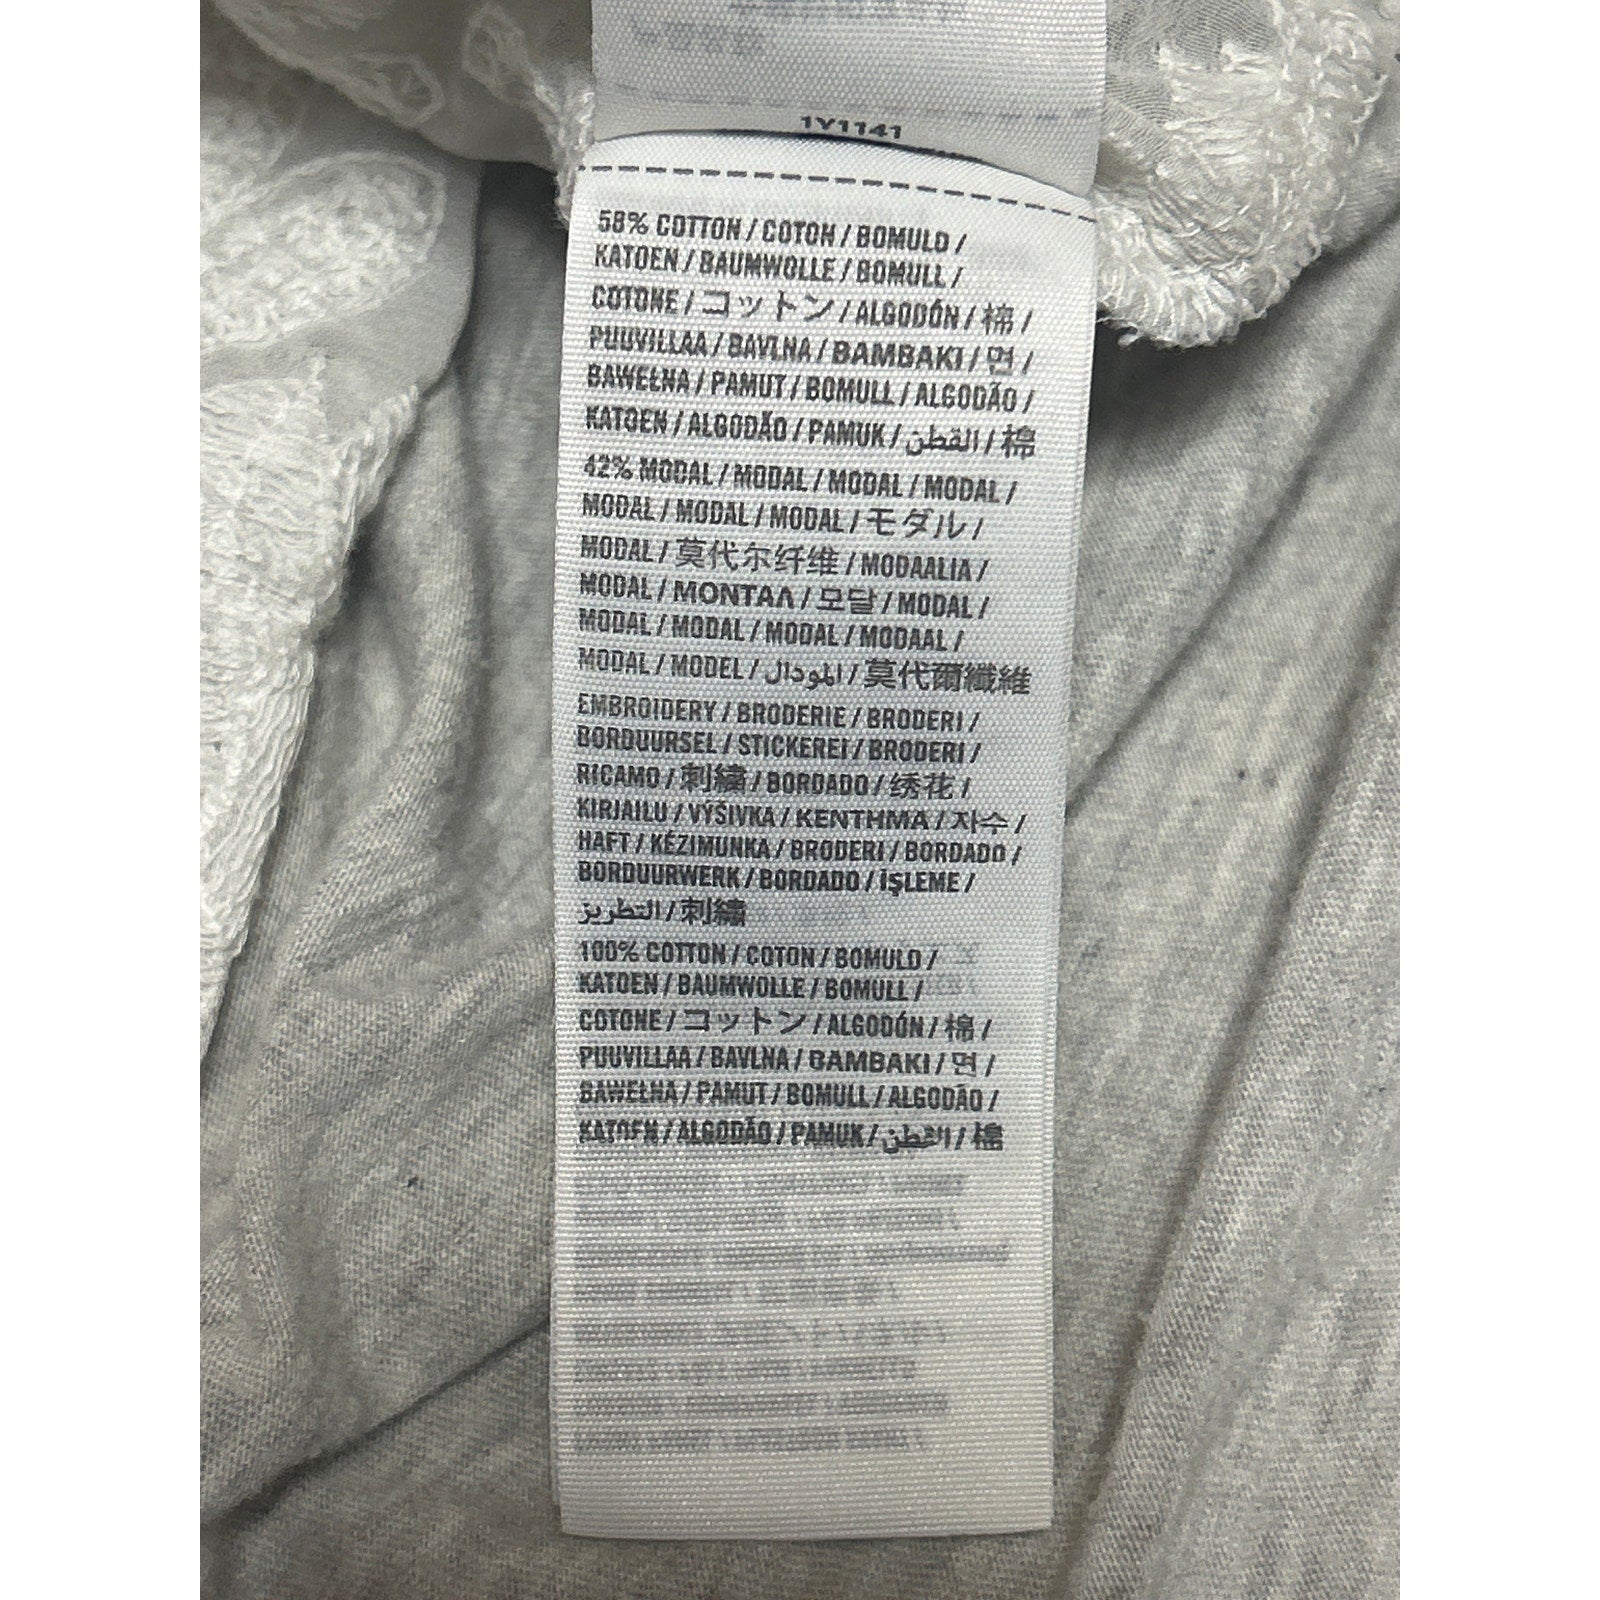 1Y1141
58% COTTON / COTON / BOMULD /
KATOEN / BAUMWOLLE / BOMULL /
COTONE / コットン / ALGODÓN / 棉 /
PUUVILLAA / BAVLNA / BAMBAKI / 면 /
BAWEŁNA / PAMUT / BOMULL / ALGODÃO /
KATOEN / ALGODÃO / PAMUK / القطن / 棉
42% MODAL / MODAL / MODAL / MODAL /
MODAL / MODAL / MODAL / モダル /
MODAL / 莫代尔纤维 / MODAALIA /
MODAL / ΜΟΝΤΑΛ / 모달 / MODAL /
MODAL / MODAL / MODAL / MODAAL /
MODAL / MODEL / المودال / 莫代爾纖維
EMBROIDERY / BRODERIE / BRODERI /
BORDUURSEL / STICKEREI / BRODERI /
RICAMO / 刺繍 / BORDADO / 绣花 /
KIRJAILU / VÝŠIVKA / ΚΕΝΤΗΜΑ / 자수 /
HAFT / KÉZIMUNKA / BRODERI / BORDADO /
BORDUURWERK / BORDADO / İŞLEME /
التطريز / 刺繡
100% COTTON / COTON / BOMULD /
KATOEN / BAUMWOLLE / BOMULL /
COTONE / コットン / ALGODÓN / 棉 /
PUUVILLAA / BAVLNA / BAMBAKI / 면 /
BAWEŁNA / PAMUT / BOMULL / ALGODÃO /
KATOEN / ALGODÃO / PAMUK / القطن / 棉